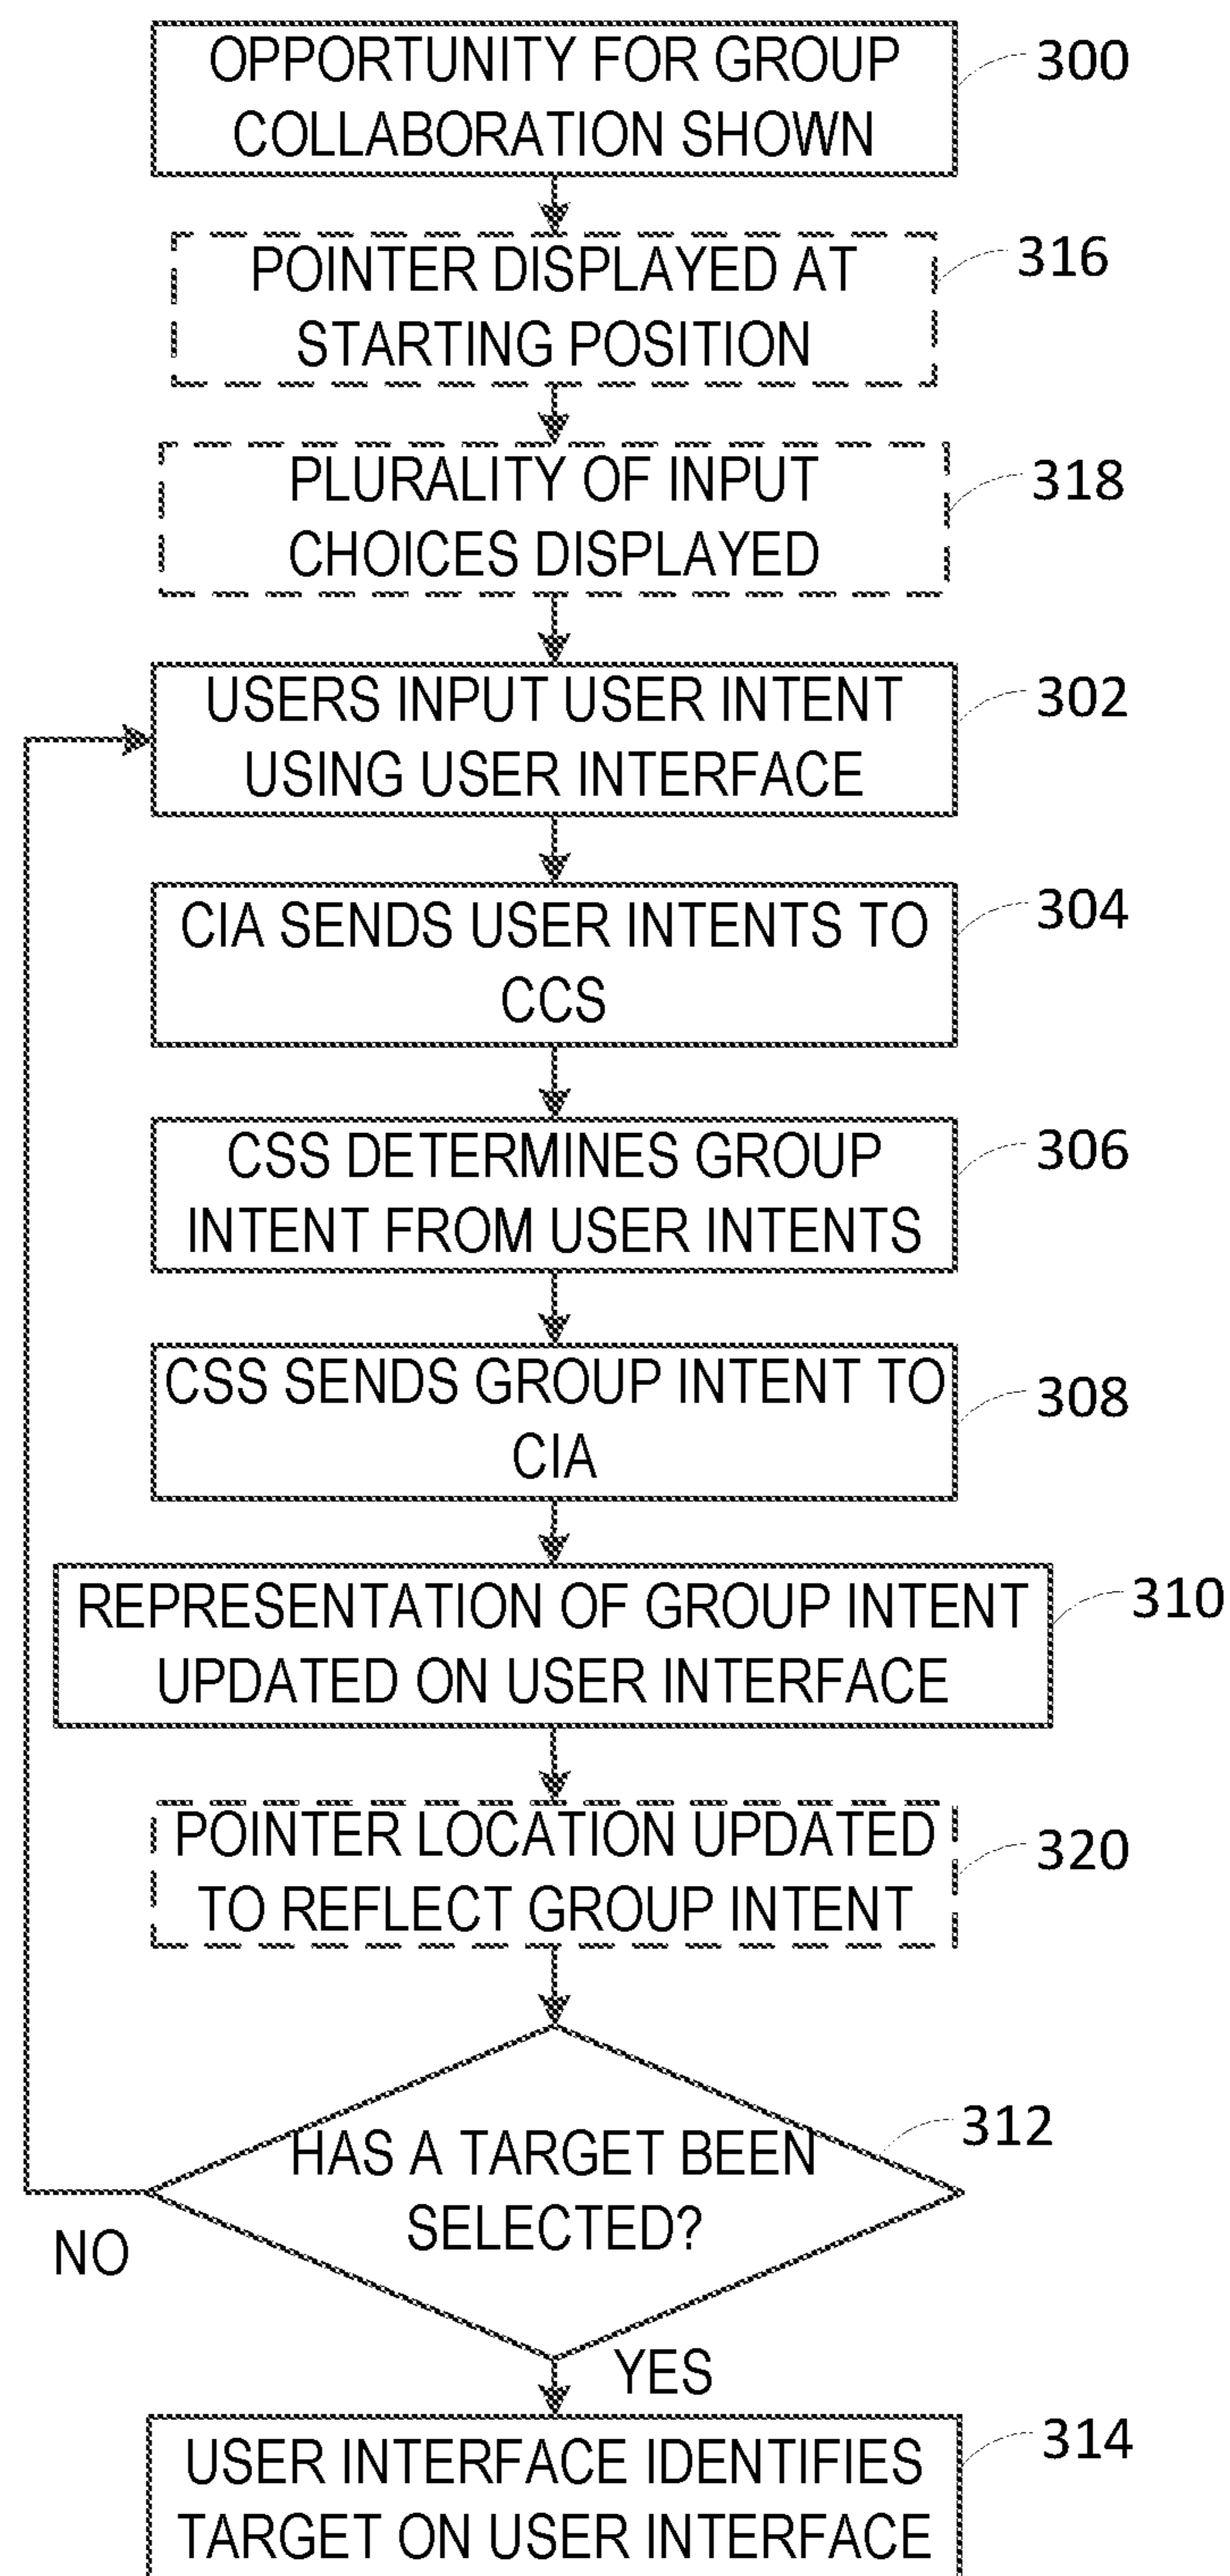 OPPORTUNITY FOR GROUP
COLLABORATION SHOWN
300
POINTER DISPLAYED AT
STARTING POSITION
316
PLURALITY OF INPUT
CHOICES DISPLAYED
318
USERS INPUT USER INTENT
USING USER INTERFACE
302
CIA SENDS USER INTENTS TO
CCS
304
CSS DETERMINES GROUP
INTENT FROM USER INTENTS
306
CSS SENDS GROUP INTENT TO
CIA
308
REPRESENTATION OF GROUP INTENT
UPDATED ON USER INTERFACE
310
POINTER LOCATION UPDATED
TO REFLECT GROUP INTENT
320
HAS A TARGET BEEN
SELECTED?
312
NO
YES
USER INTERFACE IDENTIFIES
TARGET ON USER INTERFACE
314